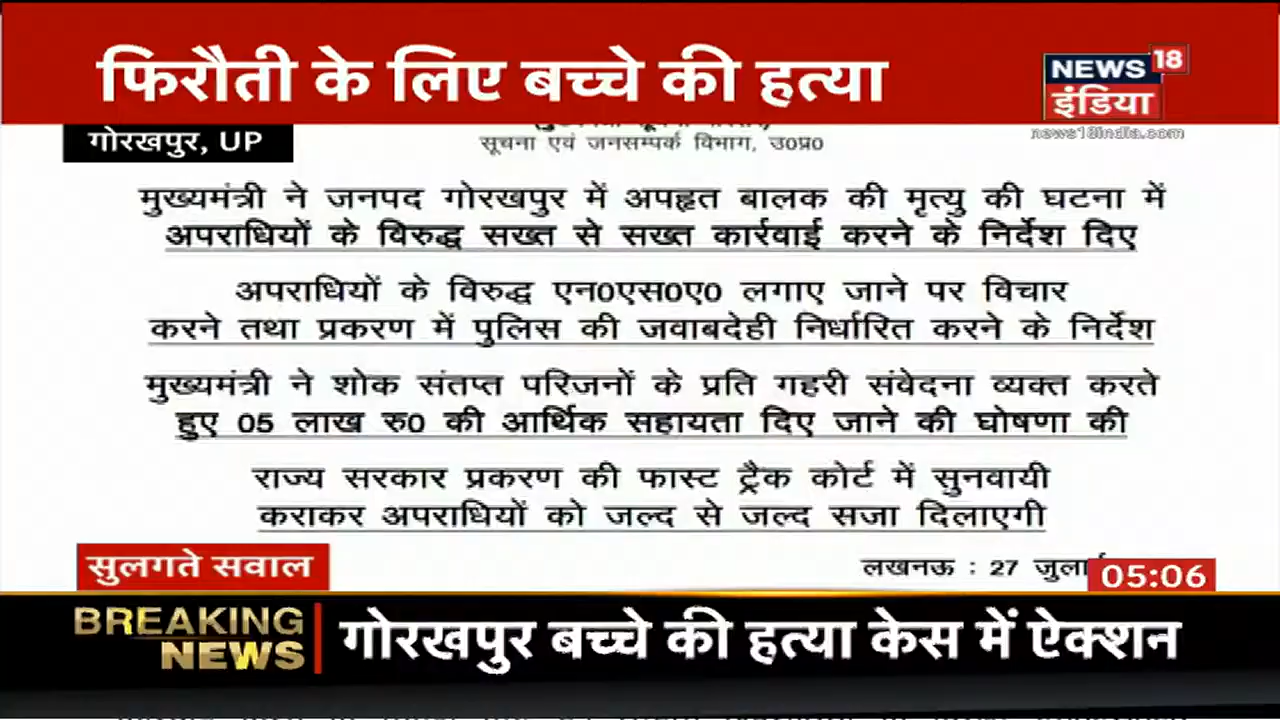 फिरौती के लिए बच्चे की हत्या
NEWS 18
इंडिया
news18india.com
गोरखपुर, UP
सूचना एवं जनसम्पर्क विभाग, उ0प्र0
मुख्यमंत्री ने जनपद गोरखपुर में अपहृत बालक की मृत्यु की घटना में
अपराधियों के विरुद्ध सख्त से सख्त कार्रवाई करने के निर्देश दिए
अपराधियों के विरुद्ध एन0एस0ए0 लगाए जाने पर विचार
करने तथा प्रकरण में पुलिस की जवाबदेही निर्धारित करने के निर्देश
मुख्यमंत्री ने शोक संतप्त परिजनों के प्रति गहरी संवेदना व्यक्त करते
हुए 05 लाख रु0 की आर्थिक सहायता दिए जाने की घोषणा की
राज्य सरकार प्रकरण की फास्ट ट्रैक कोर्ट में सुनवायी
कराकर अपराधियों को जल्द से जल्द सजा दिलाएगी
सुलगते सवाल
लखनऊ : 27
05:06
BREAKING
NEWS
गोरखपुर बच्चे की हत्या केस में ऐक्शन